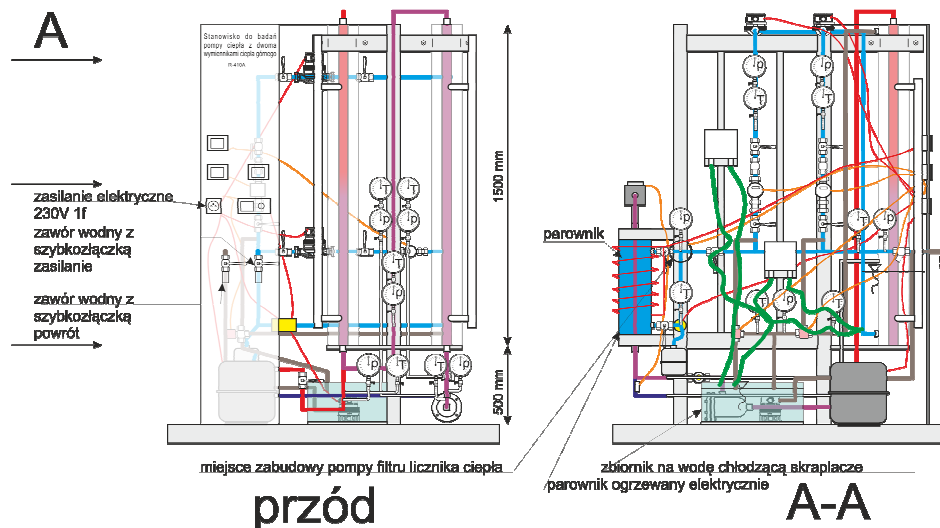 A
Stanowisko do badań
pompy ciepła z dwoma
wymiennikami ciepła górnego
m-410A
zasilanie elektryczne
230V 1f
zawór wodny z
szybkozłączką
zasilanie
zawór wodny z
szybkozłączką
powrót
T
T
p
p
T
T
p
T
T
p
1500 mm
500 mm
p
p
T
T
parownik
p
T
T
p
T
p
T
miejsce zabudowy pompy filtru licznika ciepła
zbiornik na wodę chłodzącą skraplacze
parownik ogrzewany elektrycznie
przód
A-A